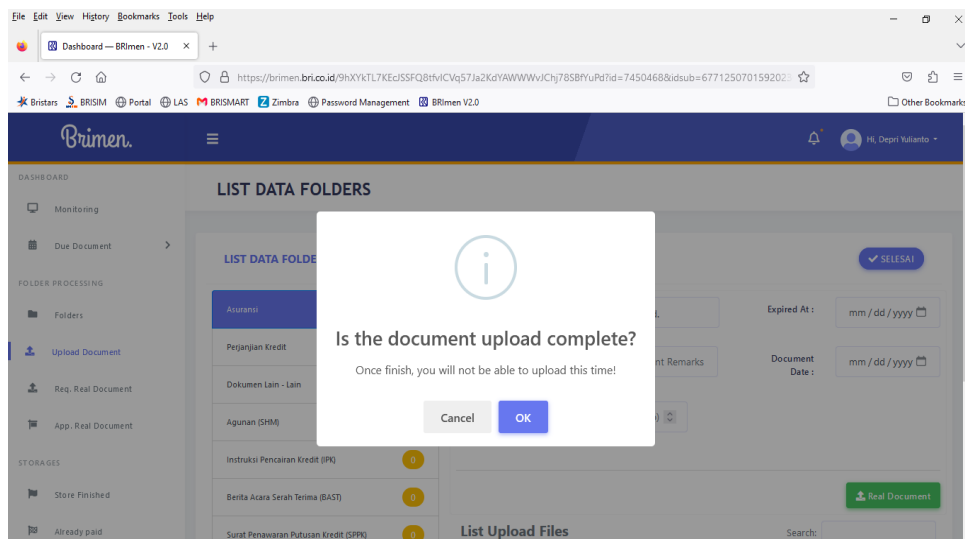 File Edit View History Bookmarks Tools Help
Dashboard — BRImen - V2.0
https://brimen.bri.co.id/9hXYkTL7KEcJSSFQ8tfvlCVq57Ja2KdYAWWWvJChj78SBfYuPd?id=7450468&idsub=677125070159202
Bristars BRISIM Portal LAS BRISMART Zimbra Password Management BRImen V2.0 Other Bookmarks
Brimen.
Hi, Depri Yulianto
DASHBOARD
Monitoring
Due Document
FOLDER PROCESSING
Folders
Upload Document
Req. Real Document
App. Real Document
STORAGES
Store Finished
Already paid
LIST DATA FOLDERS
LIST DATA FOLDE
SELESAI
Asuransi
Perjanjian Kredit
Dokumen Lain - Lain
Agunan (SHM)
Instruksi Pencairan Kredit (IPK) 0
Berita Acara Serah Terima (BAST) 0
Surat Penawaran Putusan Kredit (SPPK) 0
Expired At :
mm / dd / yyyy
nt Remarks
Document
Date :
mm / dd / yyyy
Is the document upload complete?
Once finish, you will not be able to upload this time!
Cancel
OK
Real Document
List Upload Files
Search: